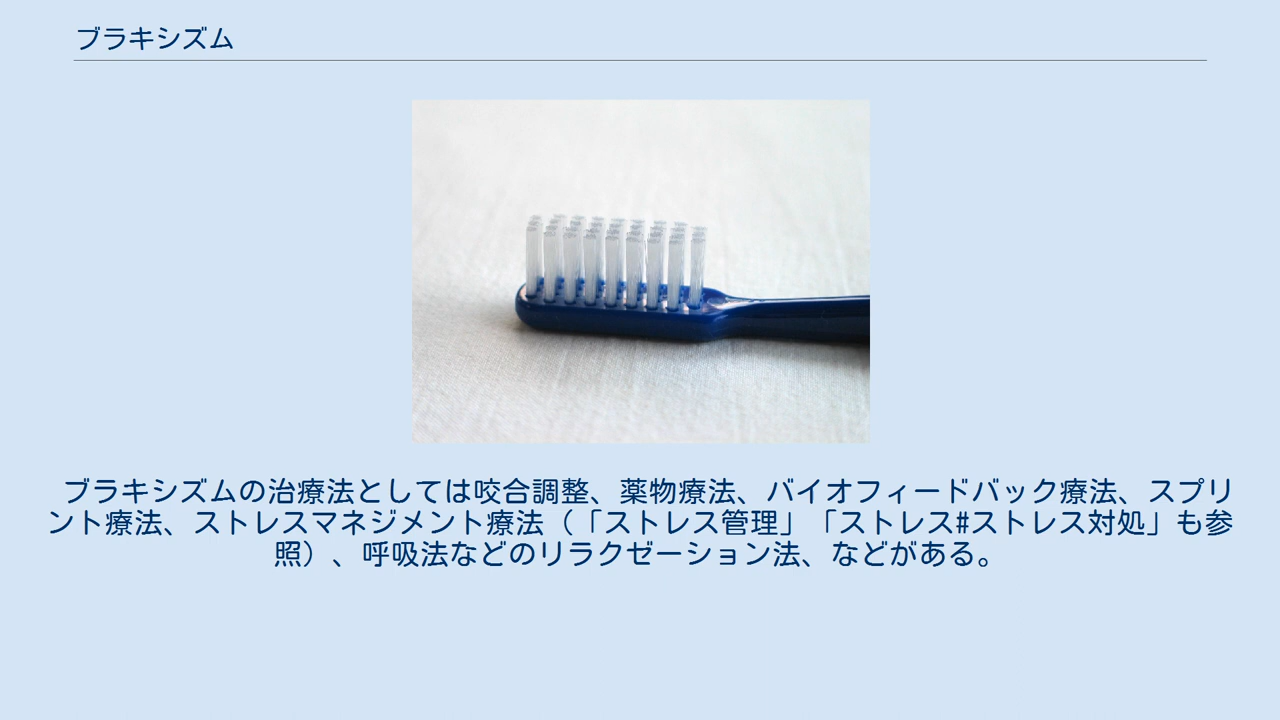 ブラキシズム
ブラキシズムの治療法としては咬合調整、薬物療法、バイオフィードバック療法、スプリ
ント療法、ストレスマネジメント療法（「ストレス管理」「ストレス#ストレス対処」も参
照）、呼吸法などのリラクゼーション法、などがある。